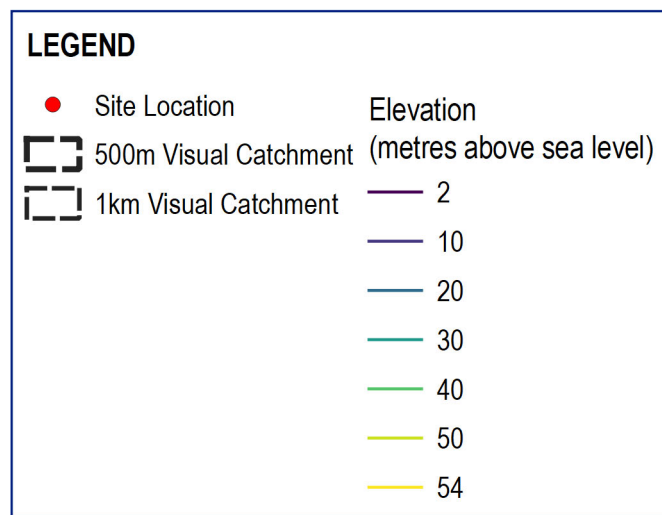 LEGEND
Site Location
500m Visual Catchment
1km Visual Catchment
Elevation
(metres above sea level)
2
10
20
30
40
50
54